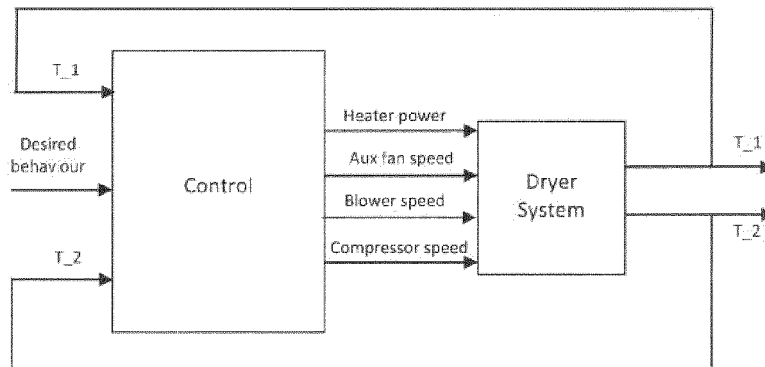 T_1
Desired
behaviour
T_2
Control
Heater power
Aux fan speed
Blower speed
Compressor speed
Dryer
System
T_1
T_2